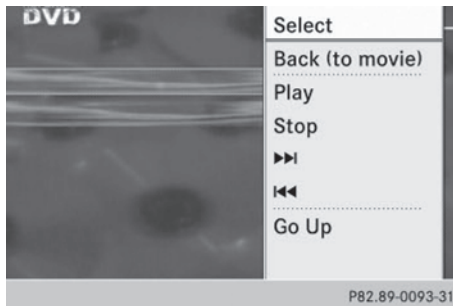 DVD
Select
Back (to movie)
Play
Stop
⏭
⏮
Go Up
P82.89-0093-31